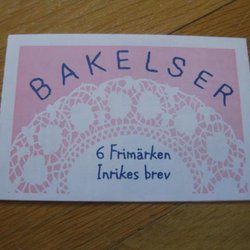 BAKELSER
6 Frimärken
Inrikes brev